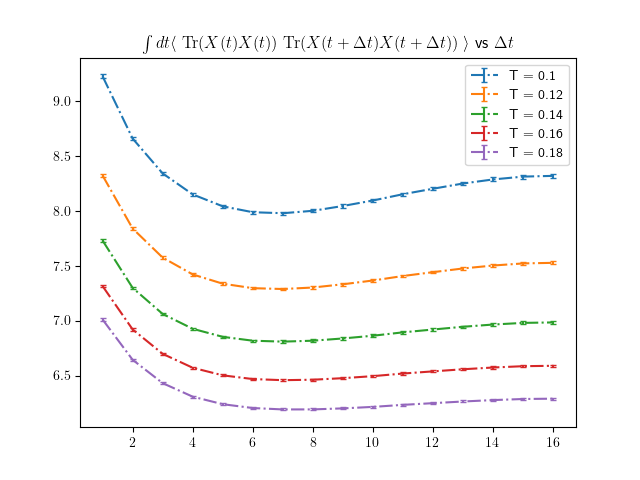 ∫ dt⟨ Tr(X(t)X(t)) Tr(X(t + Δt)X(t + Δt)) ⟩ vs Δt
T = 0.1
T = 0.12
T = 0.14
T = 0.16
T = 0.18
9.0
8.5
8.0
7.5
7.0
6.5
2 4 6 8 10 12 14 16